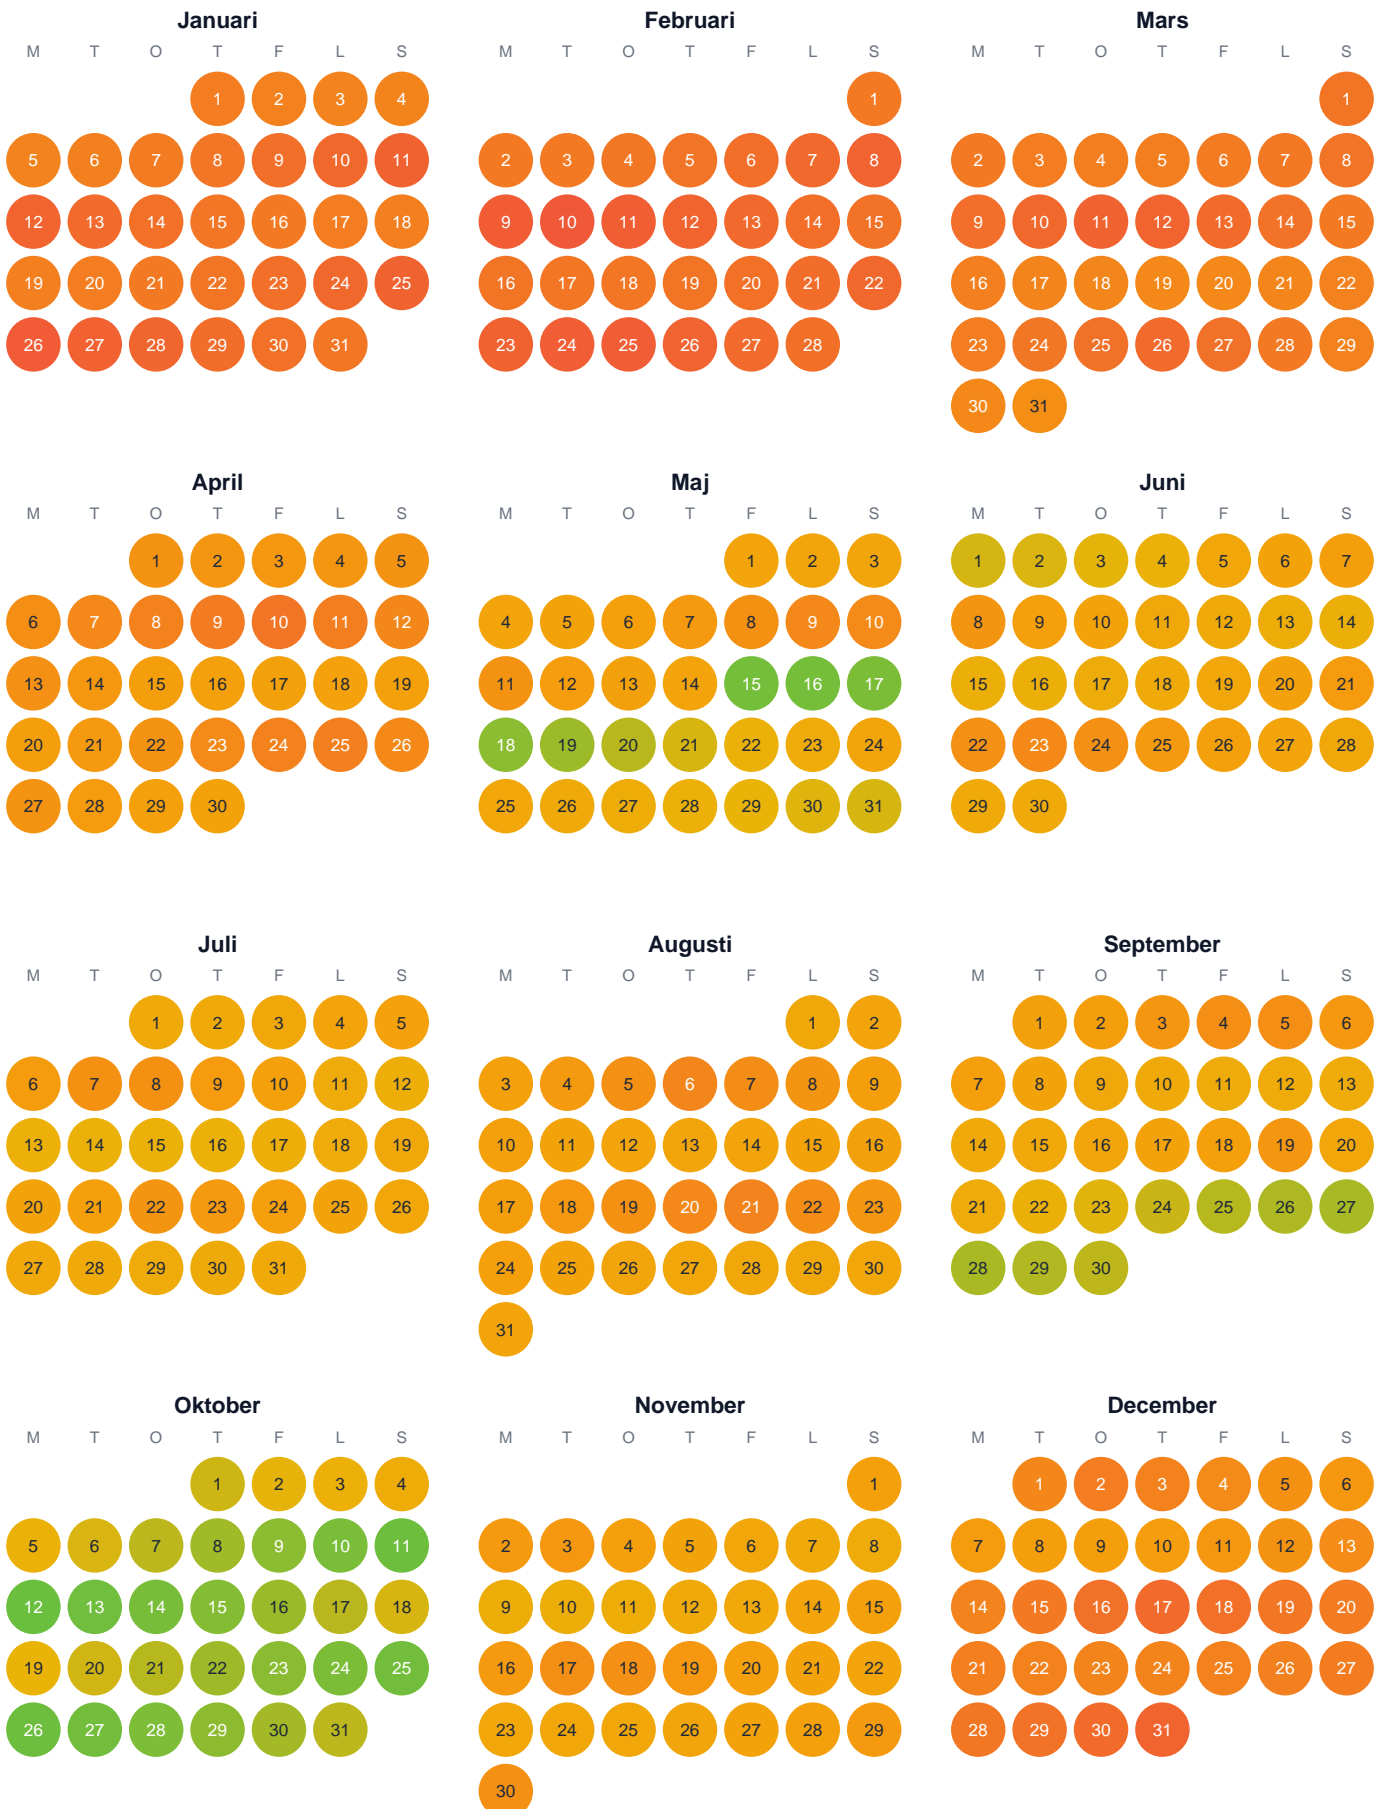 Januari Februari Mars
M T O T F L S M T O T F L S M T O T F L S
1 2 3 4 1 1
5 6 7 8 9 10 11 2 3 4 5 6 7 8 2 3 4 5 6 7 8
12 13 14 15 16 17 18 9 10 11 12 13 14 15 9 10 11 12 13 14 15
19 20 21 22 23 24 25 16 17 18 19 20 21 22 16 17 18 19 20 21 22
26 27 28 29 30 31 23 24 25 26 27 28 23 24 25 26 27 28 29
30 31
April Maj Juni
M T O T F L S M T O T F L S M T O T F L S
1 2 3 4 5 1 2 3 1 2 3 4 5 6 7
6 7 8 9 10 11 12 4 5 6 7 8 9 10 8 9 10 11 12 13 14
13 14 15 16 17 18 19 11 12 13 14 15 16 17 15 16 17 18 19 20 21
20 21 22 23 24 25 26 18 19 20 21 22 23 24 22 23 24 25 26 27 28
27 28 29 30 25 26 27 28 29 30 31 29 30
Juli Augusti September
M T O T F L S M T O T F L S M T O T F L S
1 2 3 4 5 1 2 1 2 3 4 5 6
6 7 8 9 10 11 12 3 4 5 6 7 8 9 7 8 9 10 11 12 13
13 14 15 16 17 18 19 10 11 12 13 14 15 16 14 15 16 17 18 19 20
20 21 22 23 24 25 26 17 18 19 20 21 22 23 21 22 23 24 25 26 27
27 28 29 30 31 24 25 26 27 28 29 30 28 29 30
31
Oktober November December
M T O T F L S M T O T F L S M T O T F L S
1 2 3 4 1 1 2 3 4 5 6
5 6 7 8 9 10 11 2 3 4 5 6 7 8 7 8 9 10 11 12 13
12 13 14 15 16 17 18 9 10 11 12 13 14 15 14 15 16 17 18 19 20
19 20 21 22 23 24 25 16 17 18 19 20 21 22 21 22 23 24 25 26 27
26 27 28 29 30 31 23 24 25 26 27 28 29 28 29 30 31
30